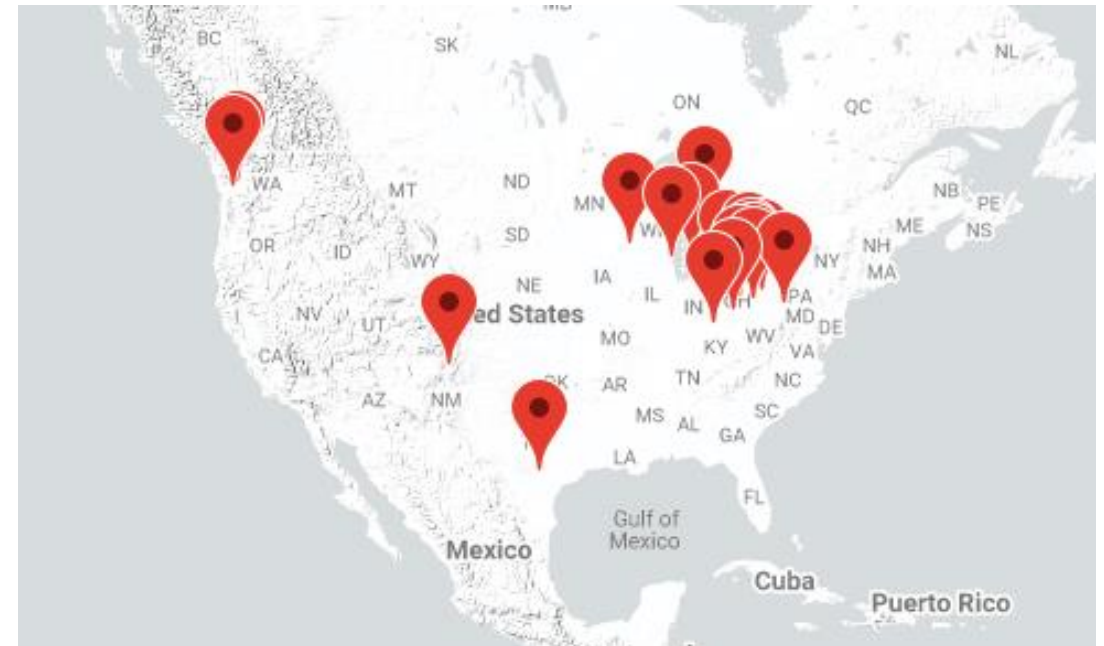 BC
SK
ON
QC
NL
WA
MT
ND
MN
NB
PE
OR
ID
SD
ME
NS
WY
NH
NY
MA
NE
IA
IL
IN
PA
NV
UT
ed States
MD
DE
MO
KY
WV
VA
CA
AZ
NM
AR
TN
NC
MS
AL
SC
GA
LA
FL
Gulf of
Mexico
Mexico
Cuba
Puerto Rico